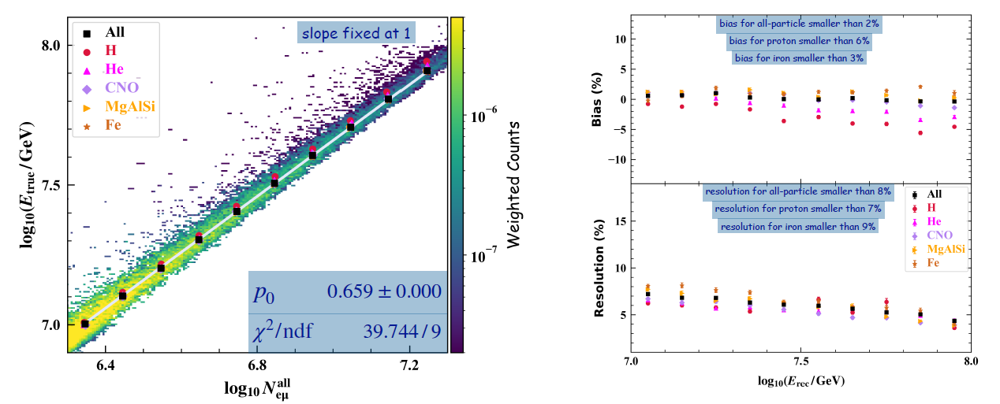 slope fixed at 1
All
H
He
CNO
MgAlSi
Fe
log₁₀(E_true/GeV)
8.0
7.5
7.0
6.4
6.8
7.2
log₁₀ N_eμ^all
p₀ 0.659 ± 0.000
χ²/ndf 39.744/9
10⁻⁶
10⁻⁷
Weighted Counts
bias for all-particle smaller than 2%
bias for proton smaller than 6%
bias for iron smaller than 3%
Bias (%)
10
5
0
−5
−10
resolution for all-particle smaller than 8%
resolution for proton smaller than 7%
resolution for iron smaller than 9%
All
H
He
CNO
MgAlSi
Fe
Resolution (%)
15
10
5
7.0
7.5
8.0
log₁₀(E_rec/GeV)